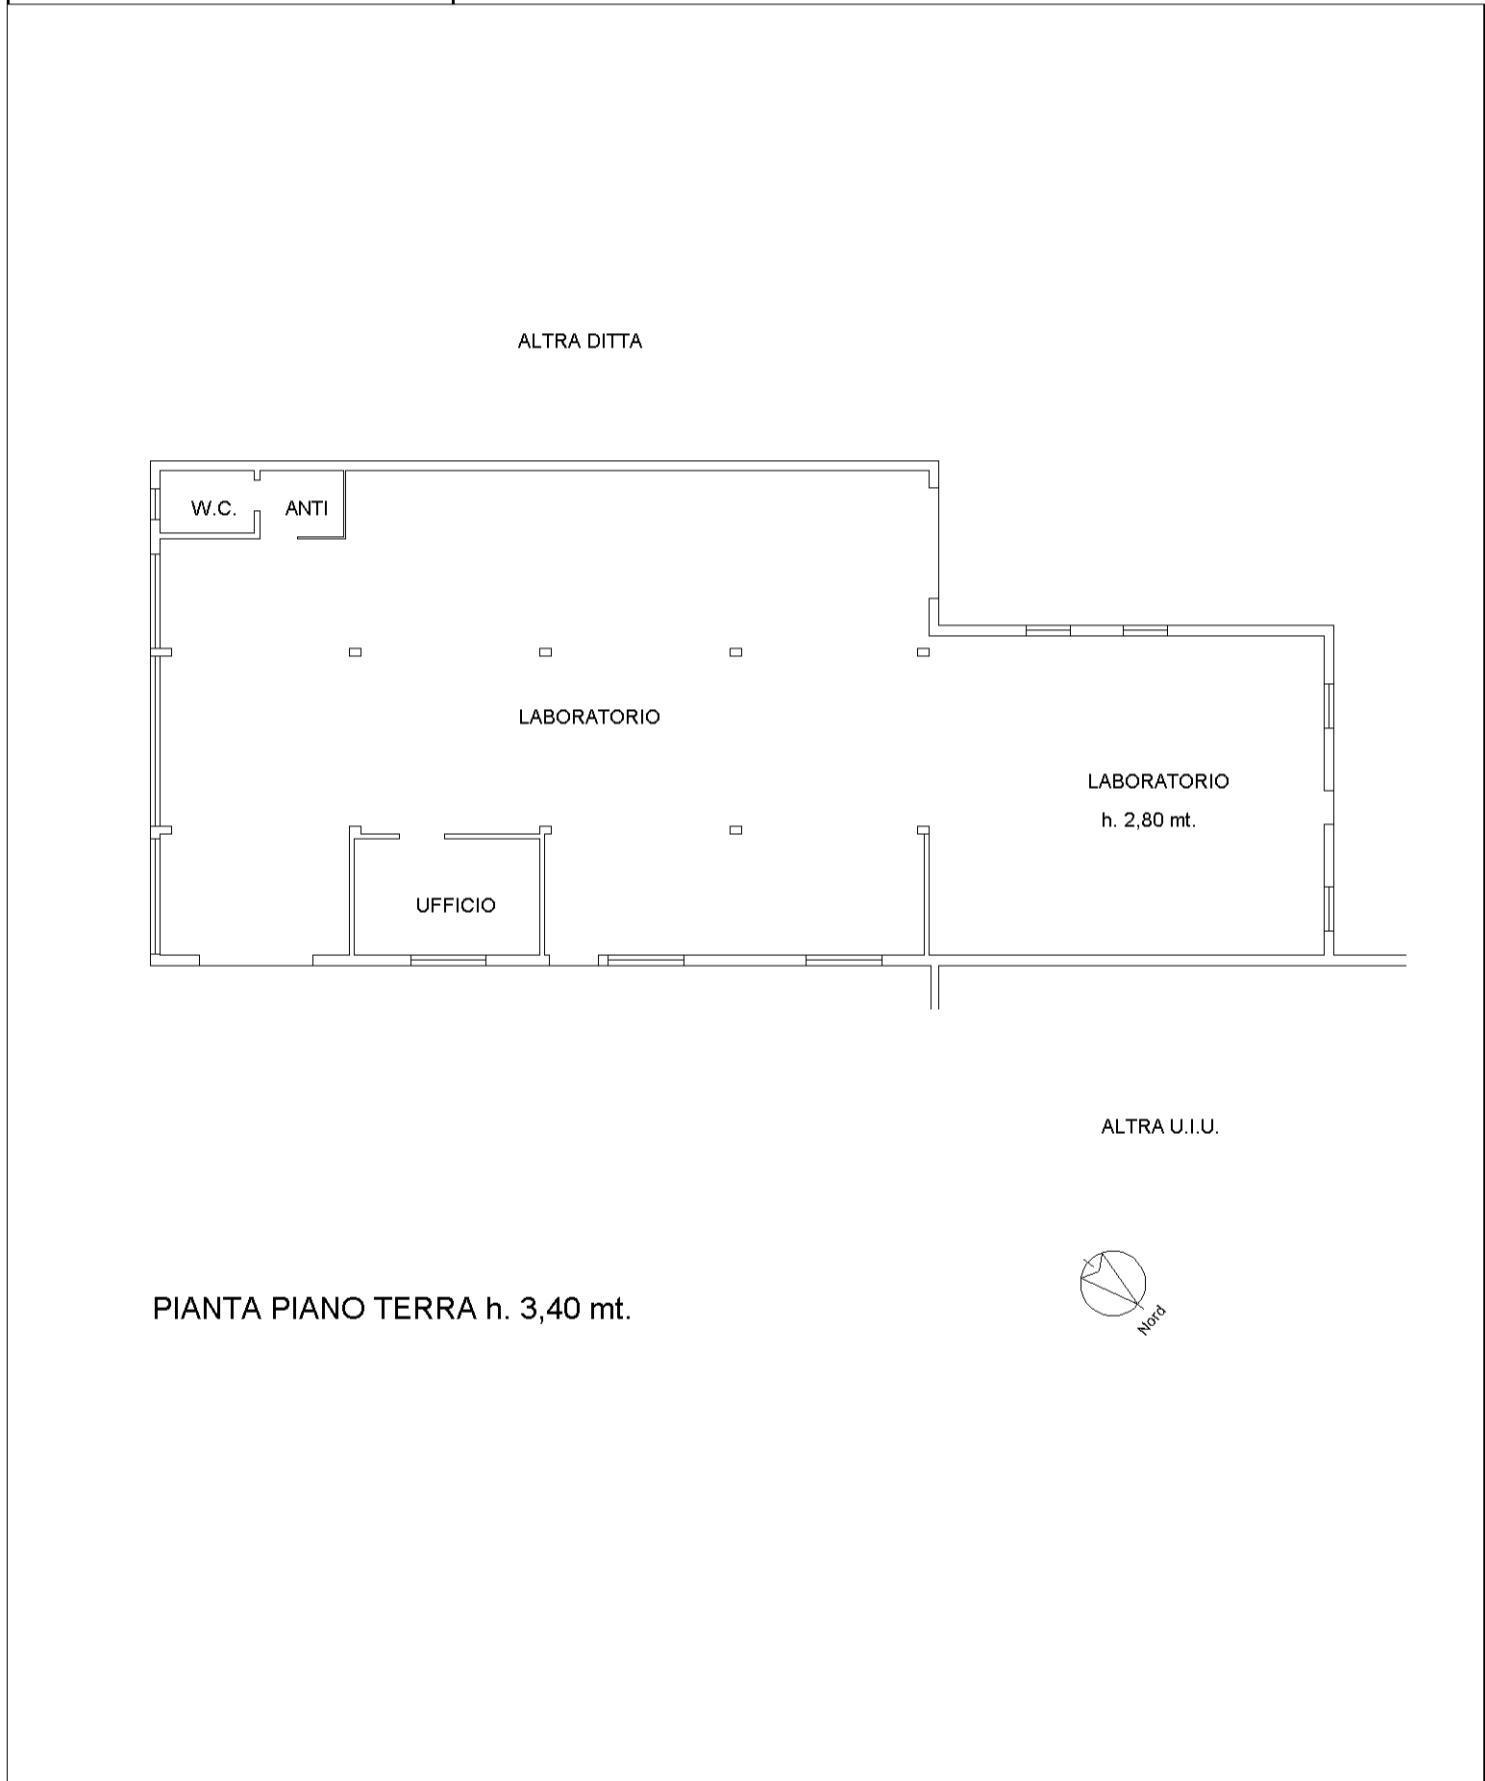 ALTRA DITTA
W.C.
ANTI
LABORATORIO
LABORATORIO
h. 2,80 mt.
UFFICIO
ALTRA U.I.U.
PIANTA PIANO TERRA h. 3,40 mt.
Nord